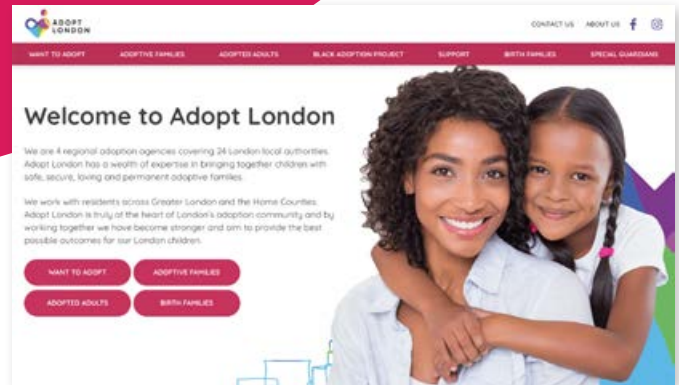 ADOPT
LONDON
CONTACT US ABOUT US
WANT TO ADOPT ADOPTIVE FAMILIES ADOPTED ADULTS BLACK ADOPTION PROJECT SUPPORT BIRTH FAMILIES SPECIAL GUARDIANS
Welcome to Adopt London
We are 4 regional adoption agencies covering 24 London local authorities.
Adopt London has a wealth of expertise in bringing together children with
safe, secure, loving and permanent adoptive families.
We work with residents across Greater London and the Home Counties.
Adopt London is truly at the heart of London's adoption community and by
working together we have become stronger and aim to provide the best
possible outcomes for our London children.
WANT TO ADOPT ADOPTIVE FAMILIES
ADOPTED ADULTS BIRTH FAMILIES